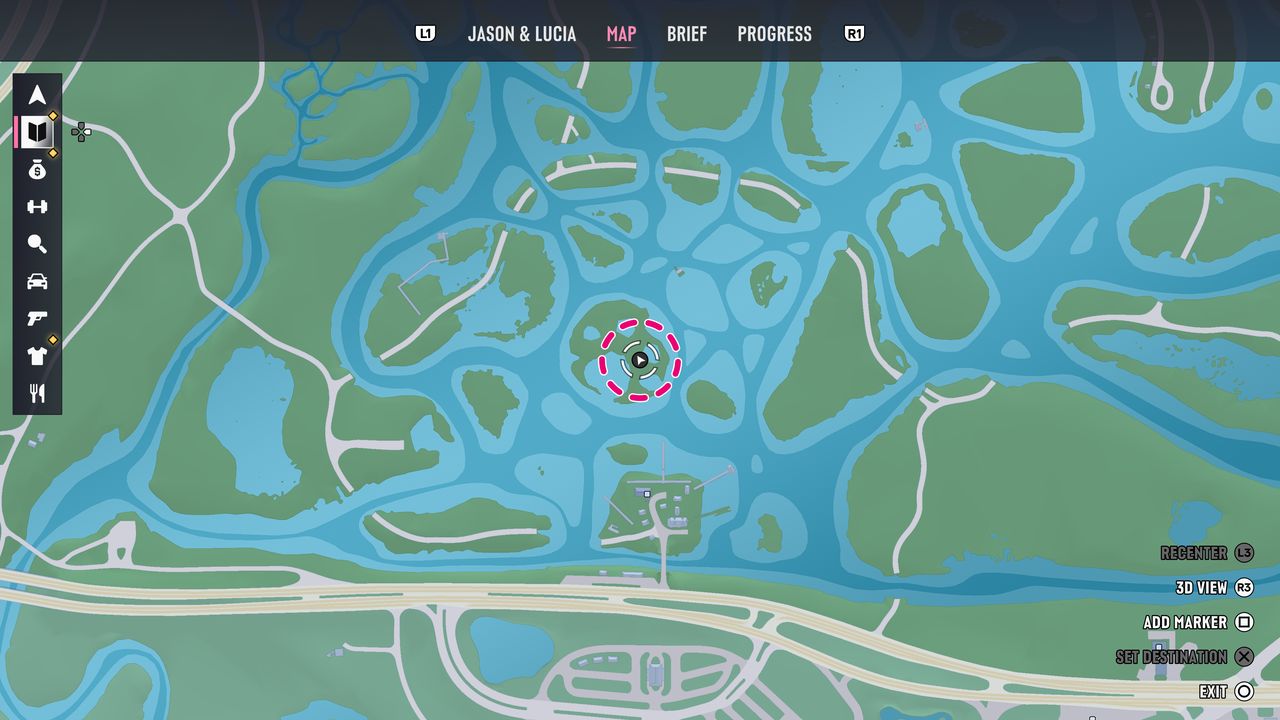 L1 JASON & LUCIA MAP BRIEF PROGRESS R1
RECENTER L3
3D VIEW R3
ADD MARKER
SET DESTINATION
EXIT